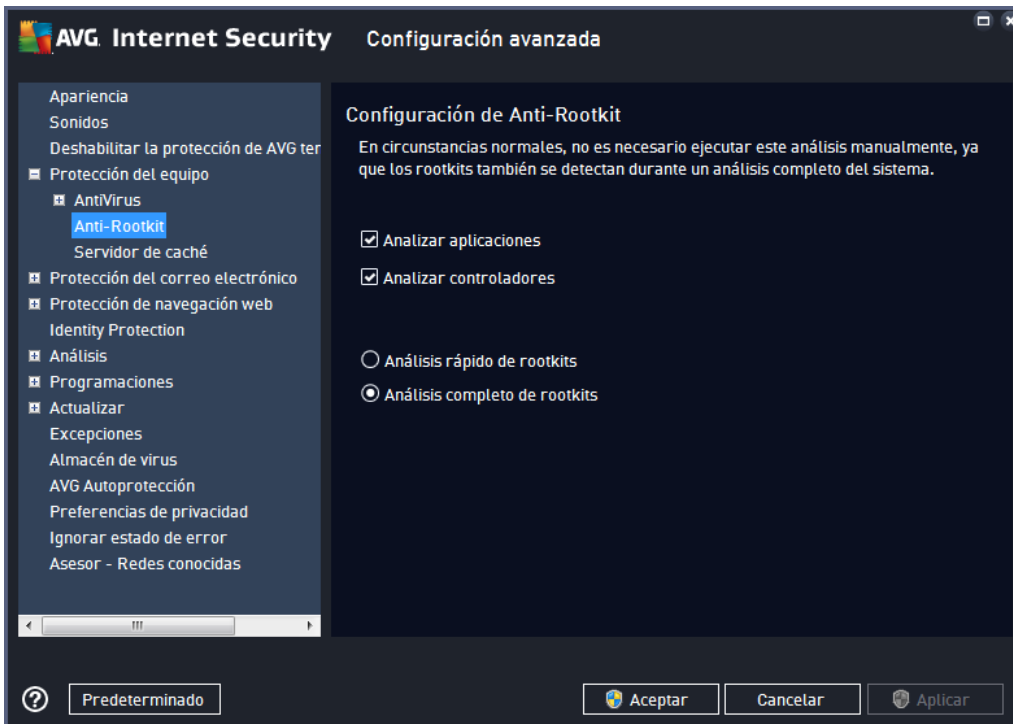 AVG. Internet Security Configuración avanzada
Apariencia
Sonidos
Deshabilitar la protección de AVG ter
Protección del equipo
AntiVirus
Anti-Rootkit
Servidor de caché
Protección del correo electrónico
Protección de navegación web
Identity Protection
Análisis
Programaciones
Actualizar
Excepciones
Almacén de virus
AVG Autoprotección
Preferencias de privacidad
Ignorar estado de error
Asesor - Redes conocidas
Configuración de Anti-Rootkit
En circunstancias normales, no es necesario ejecutar este análisis manualmente, ya
que los rootkits también se detectan durante un análisis completo del sistema.
Analizar aplicaciones
Analizar controladores
Análisis rápido de rootkits
Análisis completo de rootkits
Predeterminado
Aceptar
Cancelar
Aplicar